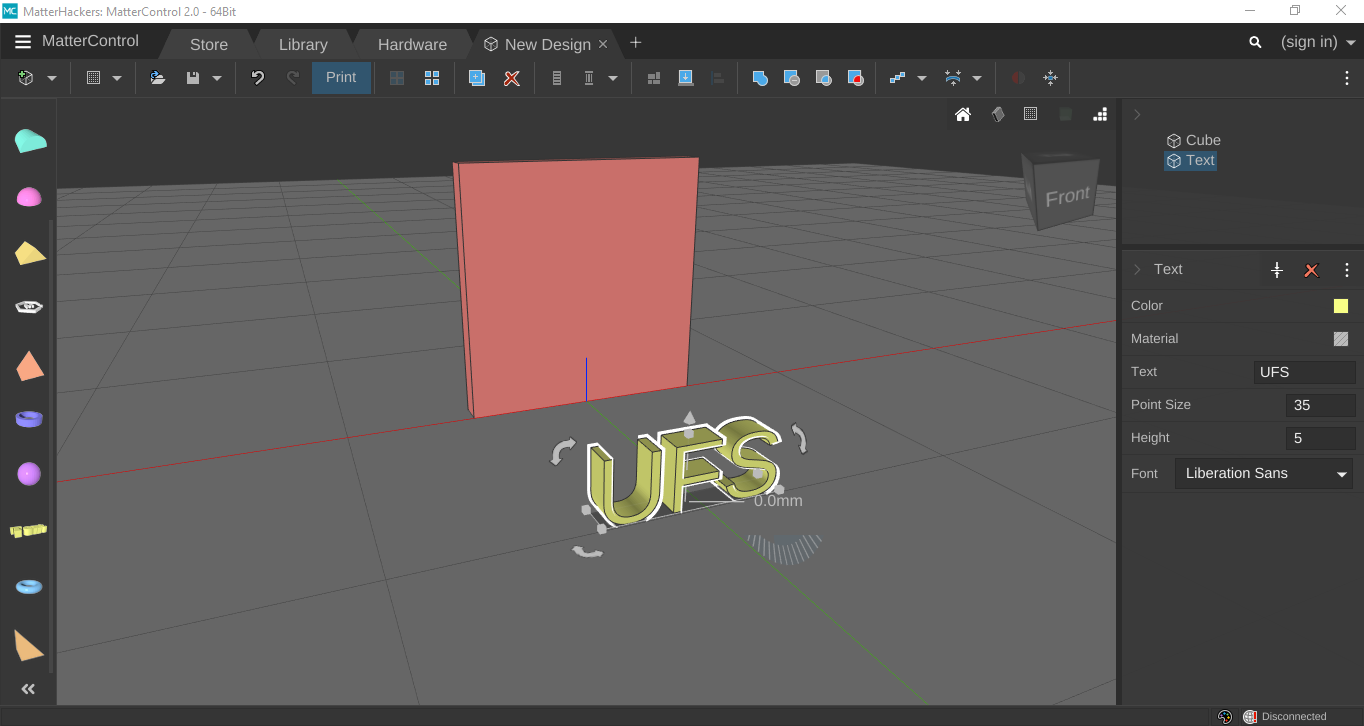 MC MatterHackers: MatterControl 2.0 - 64Bit
MatterControl Store Library Hardware New Design × + (sign in)
Print
Cube
Text
Front
Text
Color
Material
Text UFS
Point Size 35
Height 5
Font Liberation Sans
UFS
0.0mm
Disconnected